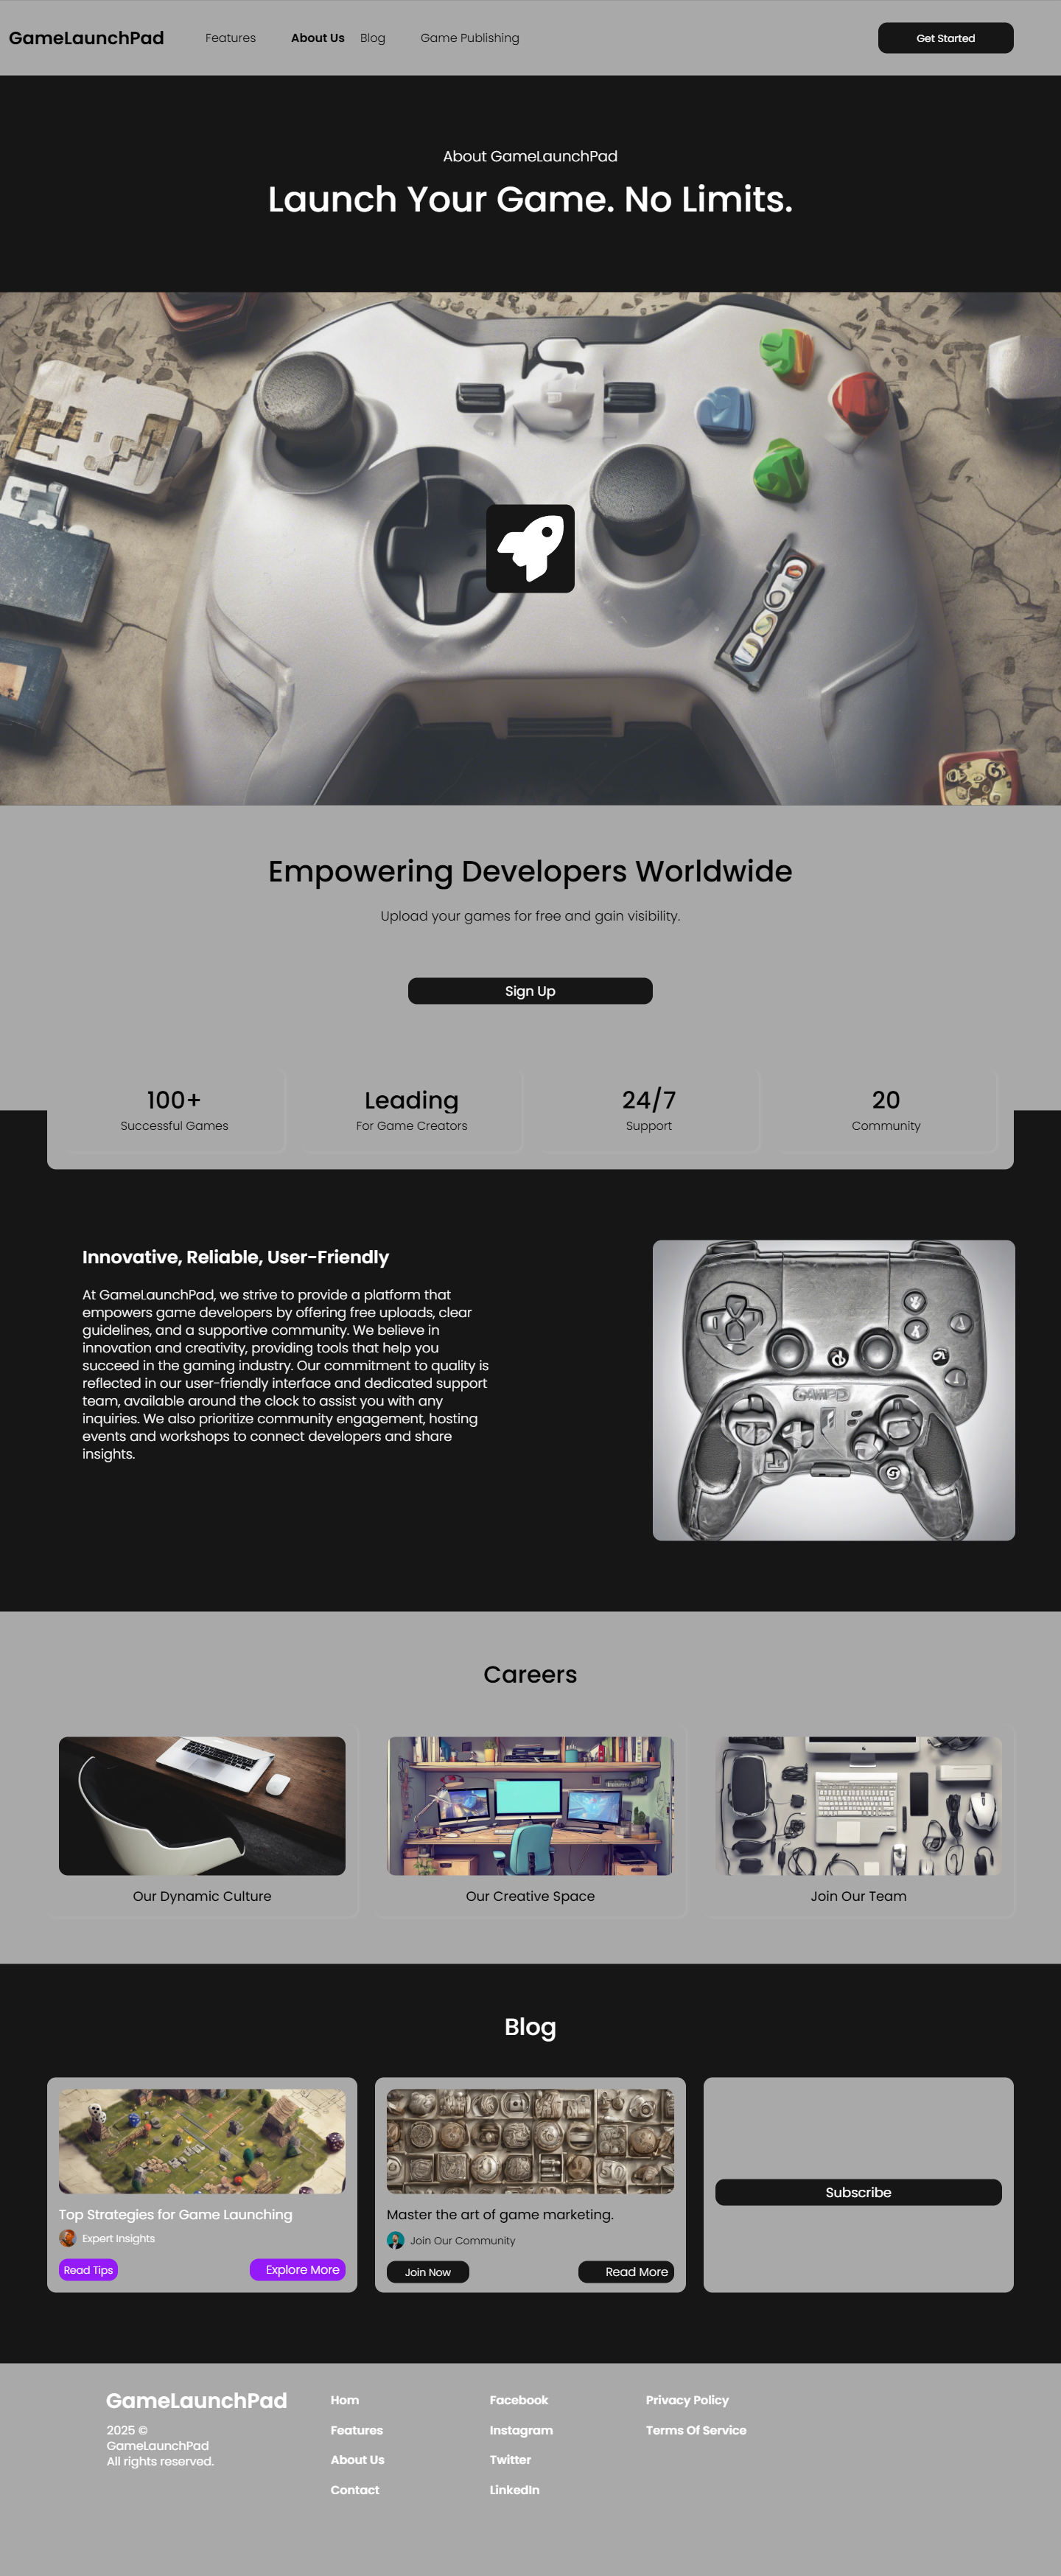 GameLaunchPad
Features
About Us
Blog
Game Publishing
Get Started
About GameLaunchPad
Launch Your Game. No Limits.
Empowering Developers Worldwide
Upload your games for free and gain visibility.
Sign Up
100+
Successful Games
Leading
For Game Creators
24/7
Support
20
Community
Innovative, Reliable, User-Friendly
At GameLaunchPad, we strive to provide a platform that
empowers game developers by offering free uploads, clear
guidelines, and a supportive community. We believe in
innovation and creativity, providing tools that help you
succeed in the gaming industry. Our commitment to quality is
reflected in our user-friendly interface and dedicated support
team, available around the clock to assist you with any
inquiries. We also prioritize community engagement, hosting
events and workshops to connect developers and share
insights.
Careers
Our Dynamic Culture
Our Creative Space
Join Our Team
Blog
Top Strategies for Game Launching
Expert Insights
Read Tips
Explore More
Master the art of game marketing.
Join Our Community
Join Now
Read More
Subscribe
GameLaunchPad
2025 ©
GameLaunchPad
All rights reserved.
Hom
Features
About Us
Contact
Facebook
Instagram
Twitter
LinkedIn
Privacy Policy
Terms Of Service